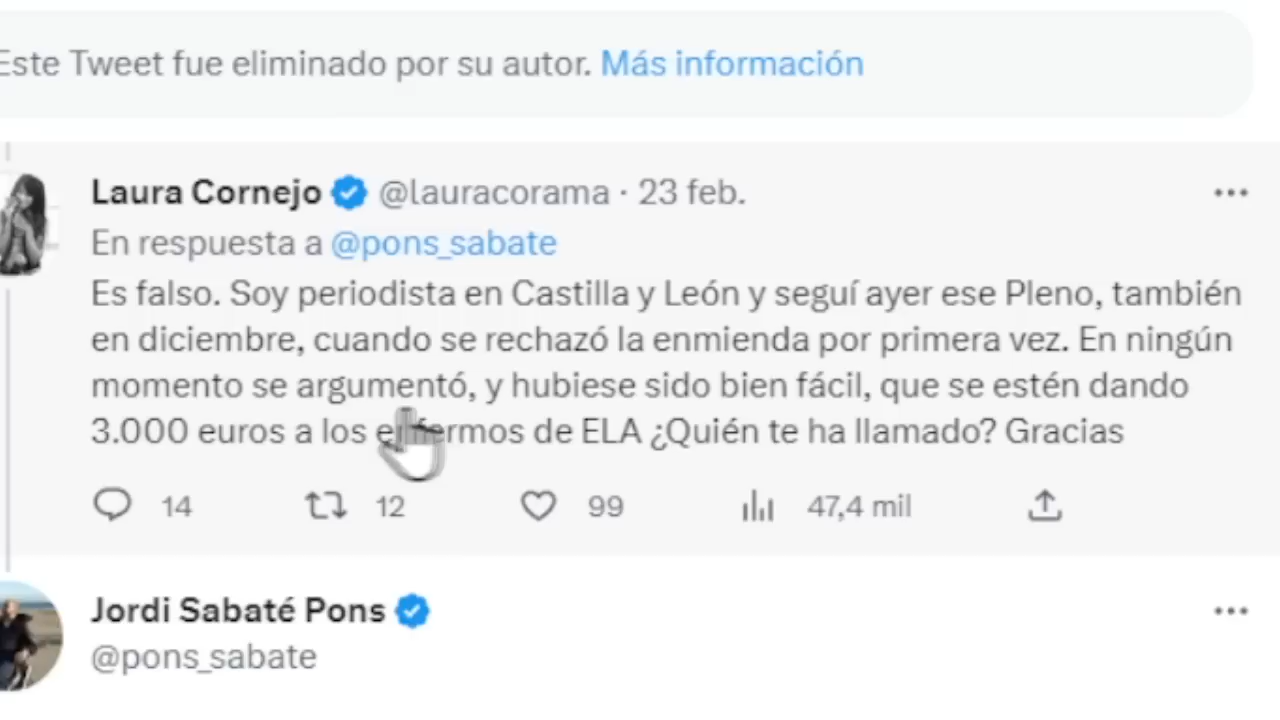 Este Tweet fue eliminado por su autor. Más información
Laura Cornejo @lauracorama · 23 feb.
En respuesta a @pons_sabate
Es falso. Soy periodista en Castilla y León y seguí ayer ese Pleno, también
en diciembre, cuando se rechazó la enmienda por primera vez. En ningún
momento se argumentó, y hubiese sido bien fácil, que se estén dando
3.000 euros a los enfermos de ELA ¿Quién te ha llamado? Gracias
14 12 99 47,4 mil
Jordi Sabaté Pons
@pons_sabate